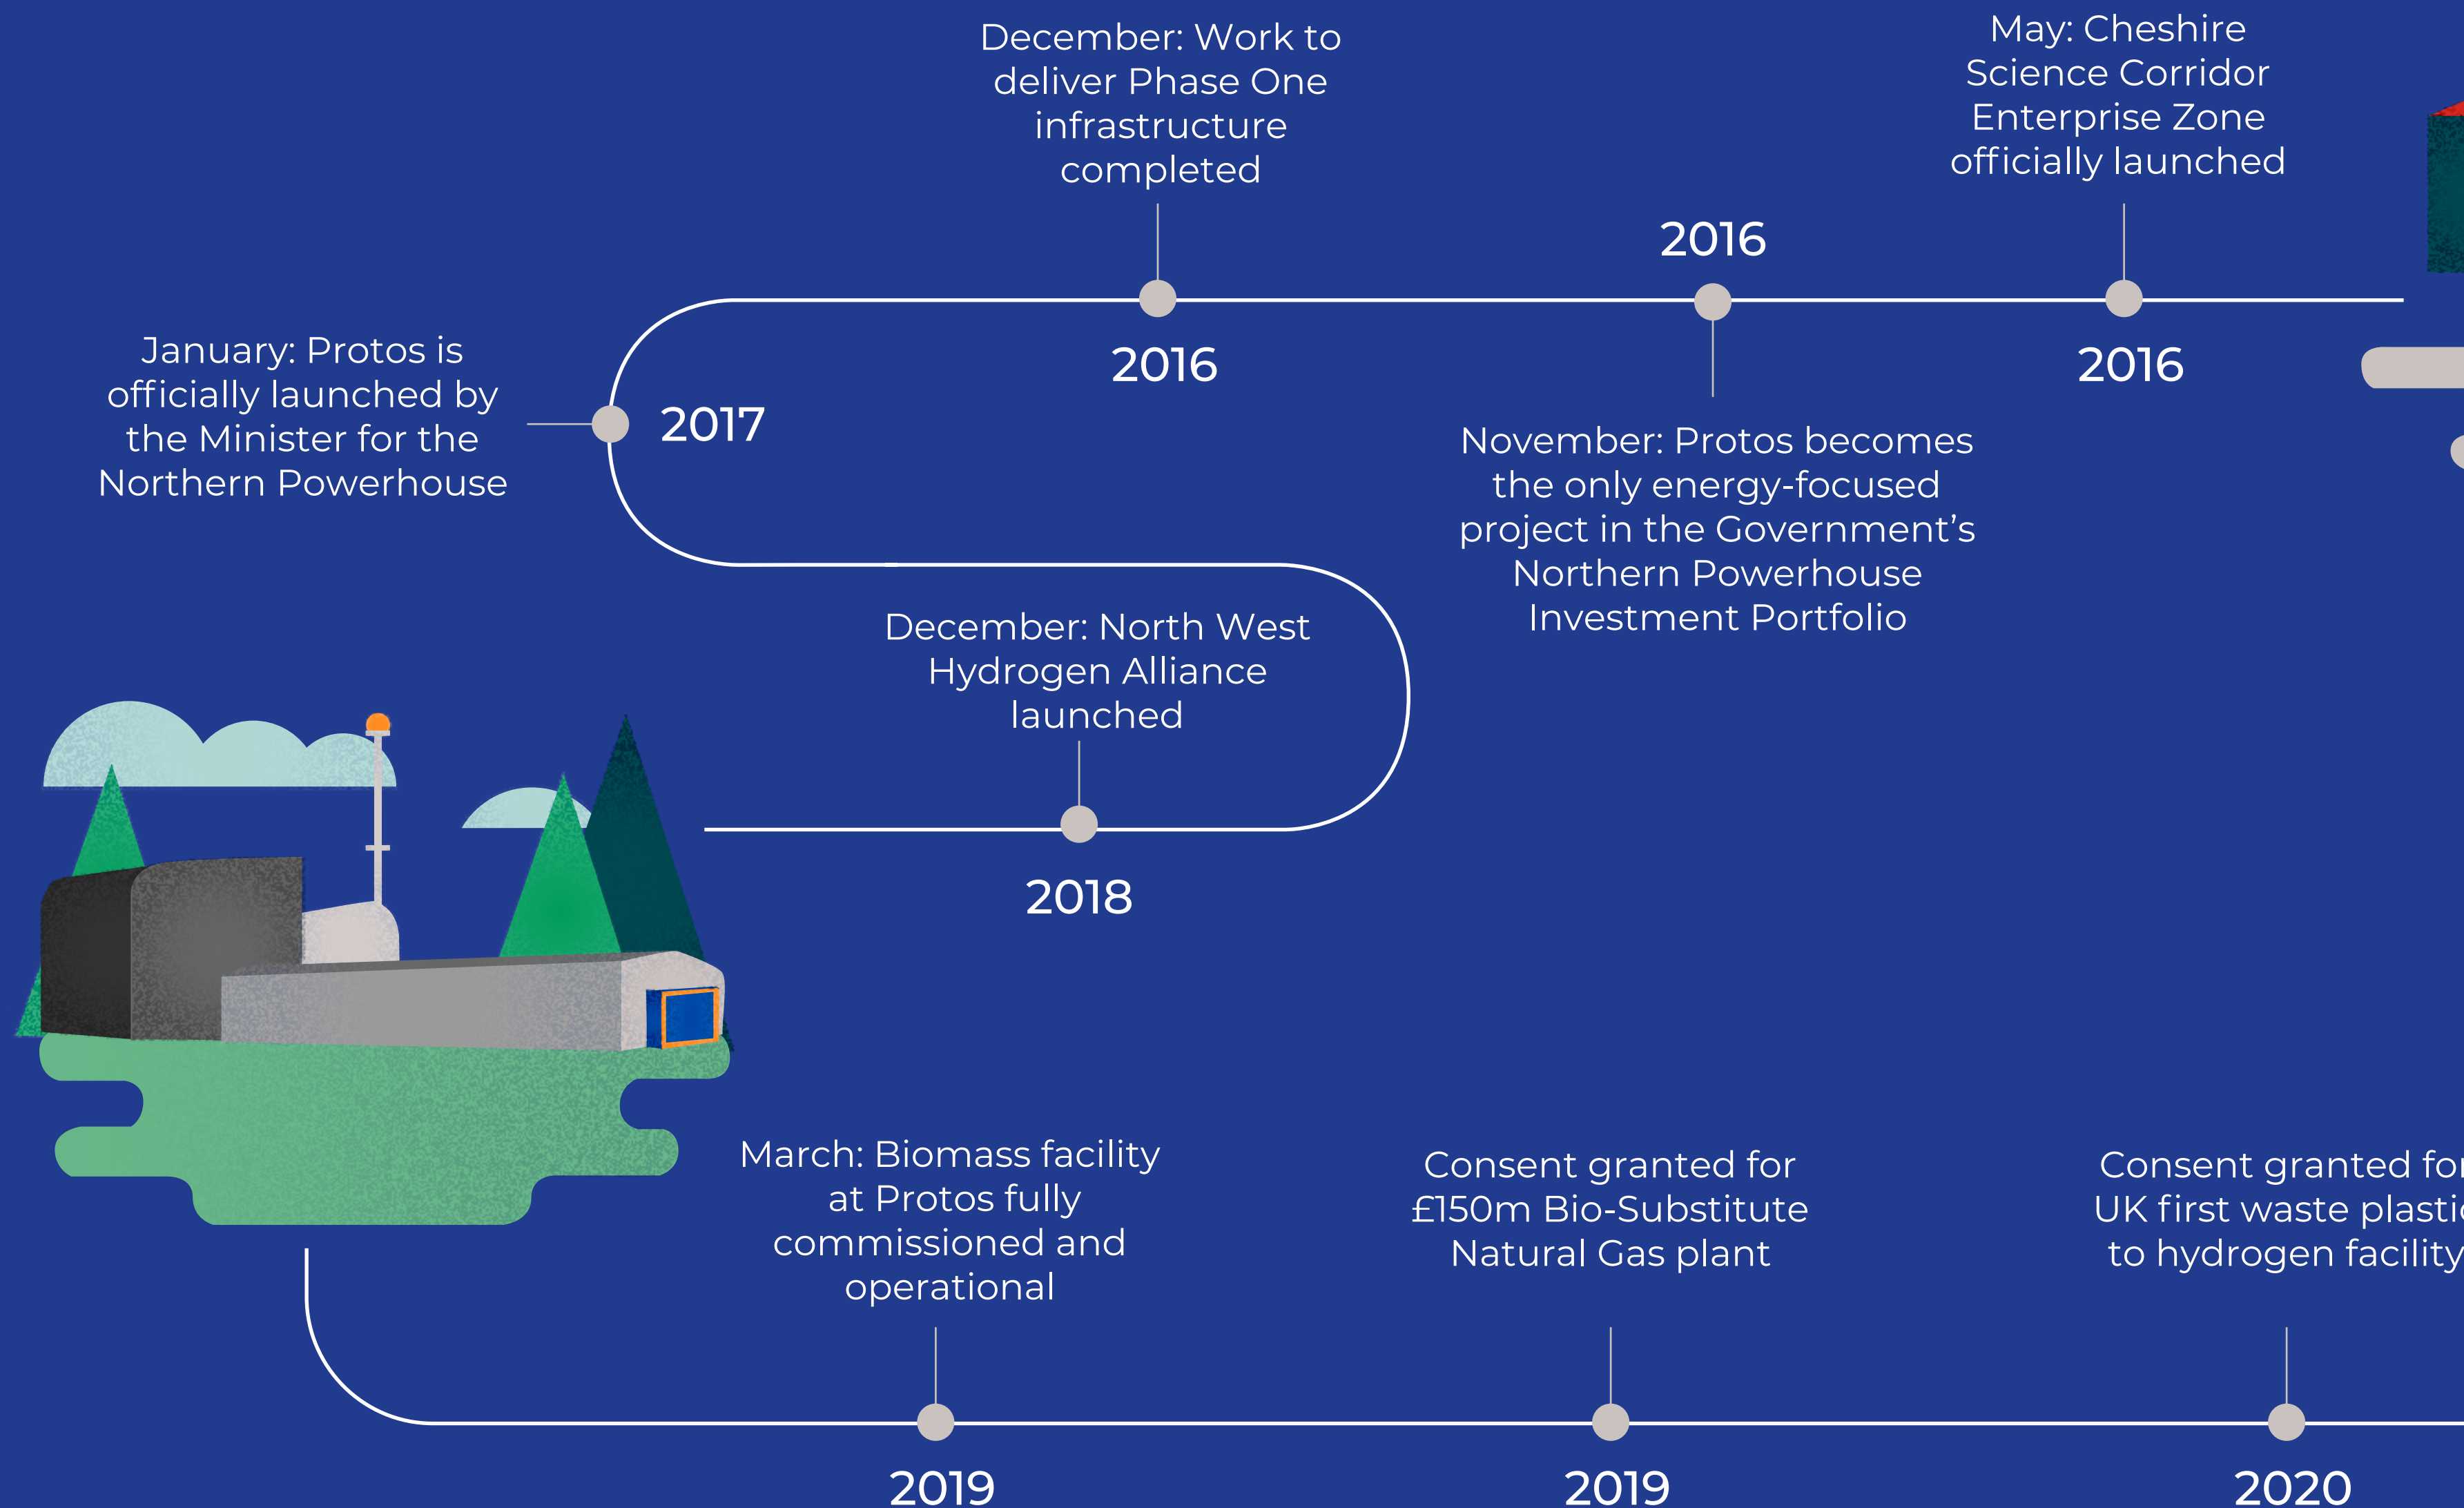 December: Work to
deliver Phase One
infrastructure
completed
2016
May: Cheshire
Science Corridor
Enterprise Zone
officially launched
2016
2016
November: Protos becomes
the only energy-focused
project in the Government’s
Northern Powerhouse
Investment Portfolio
January: Protos is
officially launched by
the Minister for the
Northern Powerhouse
2017
December: North West
Hydrogen Alliance
launched
2018
March: Biomass facility
at Protos fully
commissioned and
operational
2019
Consent granted for
£150m Bio-Substitute
Natural Gas plant
2019
Consent granted for
UK first waste plastic
to hydrogen facility
2020